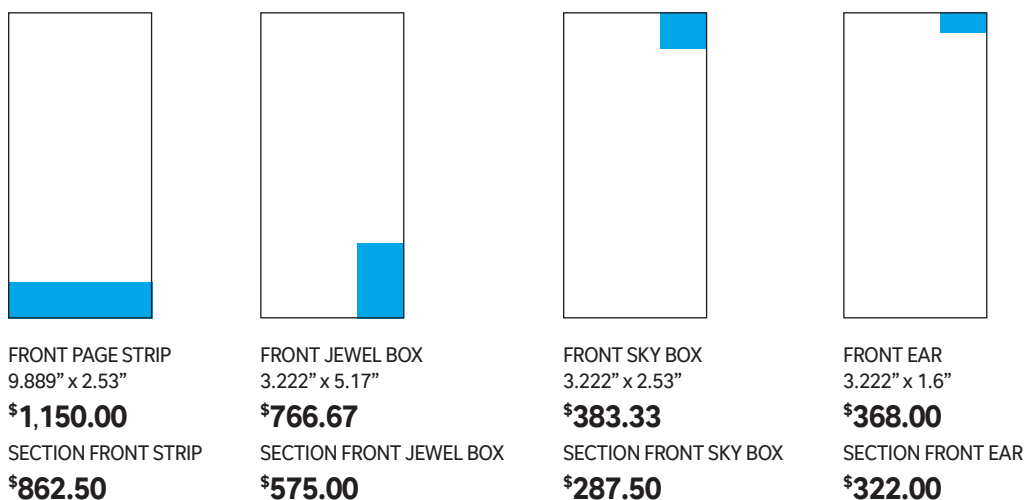 FRONT PAGE STRIP
9.889” x 2.53”
$1,150.00
SECTION FRONT STRIP
$862.50
FRONT JEWEL BOX
3.222” x 5.17”
$766.67
SECTION FRONT JEWEL BOX
$575.00
FRONT SKY BOX
3.222” x 2.53”
$383.33
SECTION FRONT SKY BOX
$287.50
FRONT EAR
3.222” x 1.6”
$368.00
SECTION FRONT EAR
$322.00